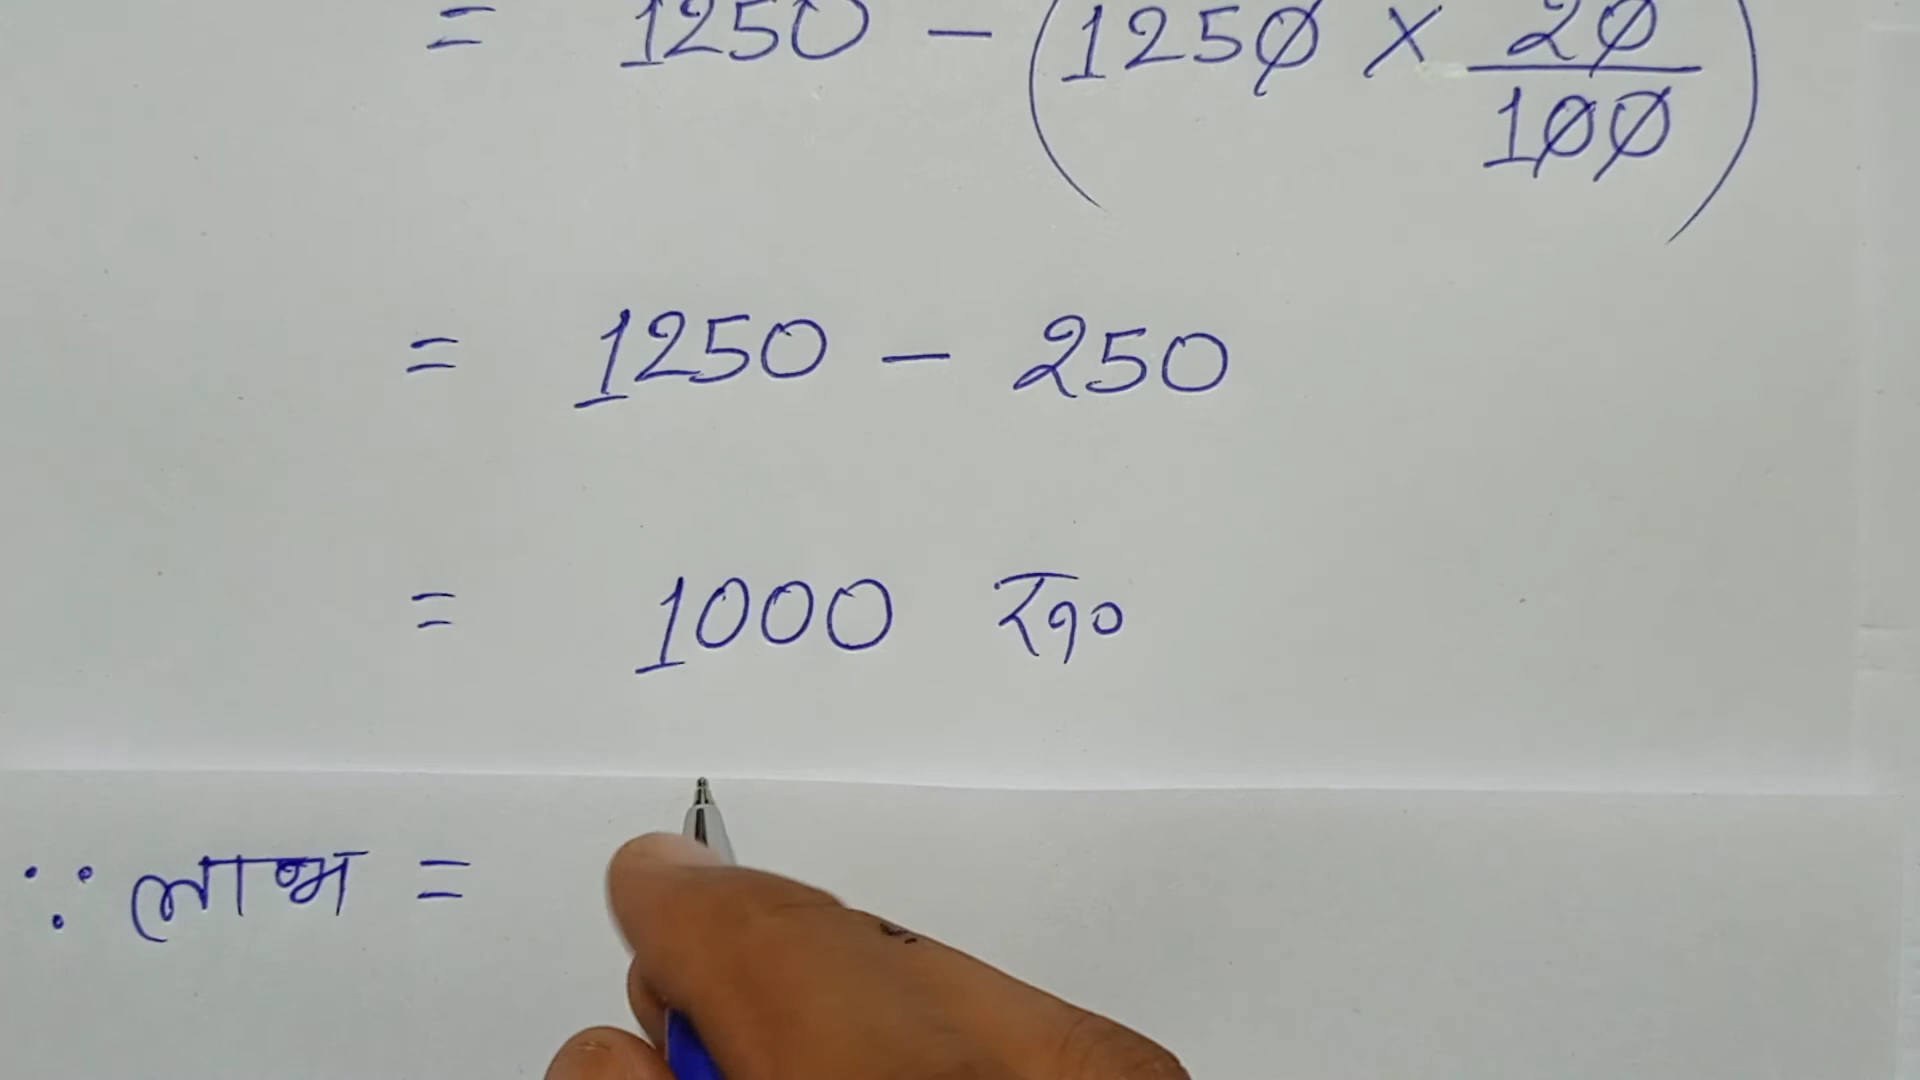 = 1250 - (1250 × 20/100)
= 1250 - 250
= 1000 रु०
∵ लाभ =